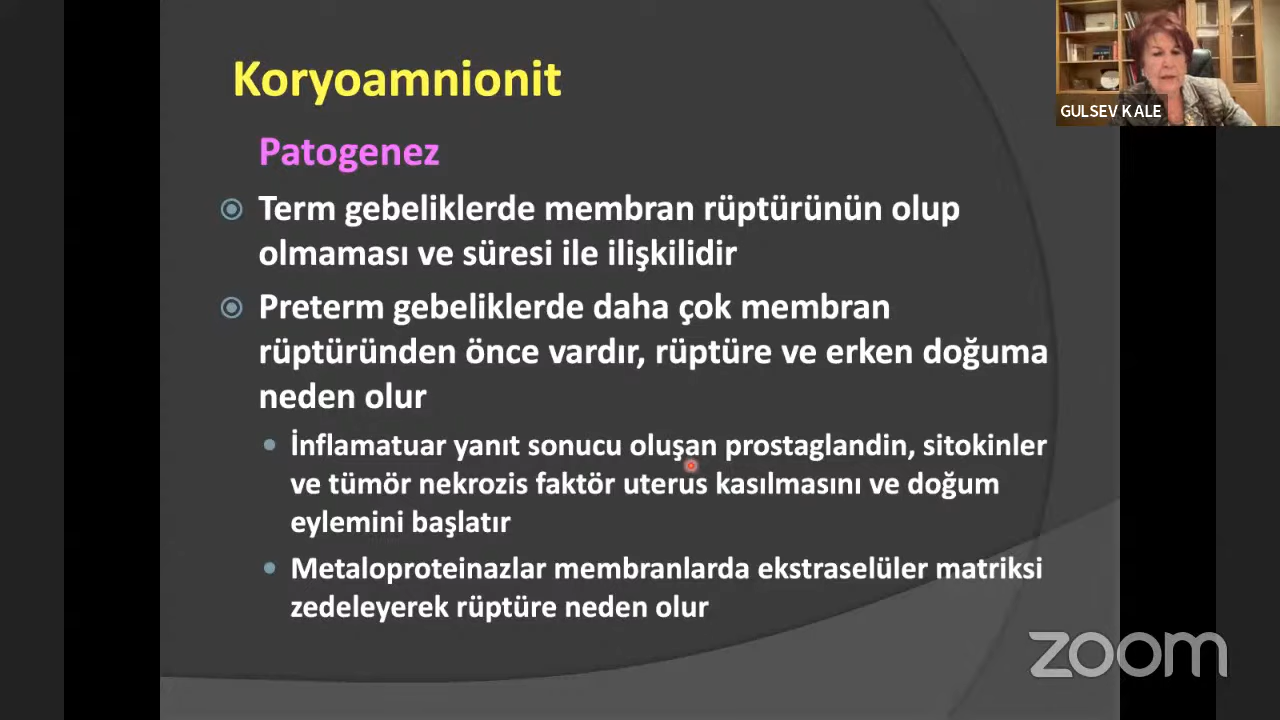 Koryoamnionit
GULSEV KALE
Patogenez
Term gebeliklerde membran rüptürünün olup
olmaması ve süresi ile ilişkilidir
Preterm gebeliklerde daha çok membran
rüptüründen önce vardır, rüptüre ve erken doğuma
neden olur
İnflamatuar yanıt sonucu oluşan prostaglandin, sitokinler
ve tümör nekrozis faktör uterus kasılmasını ve doğum
eylemini başlatır
Metaloproteinazlar membranlarda ekstraselüler matriksi
zedeleyerek rüptüre neden olur
zoom